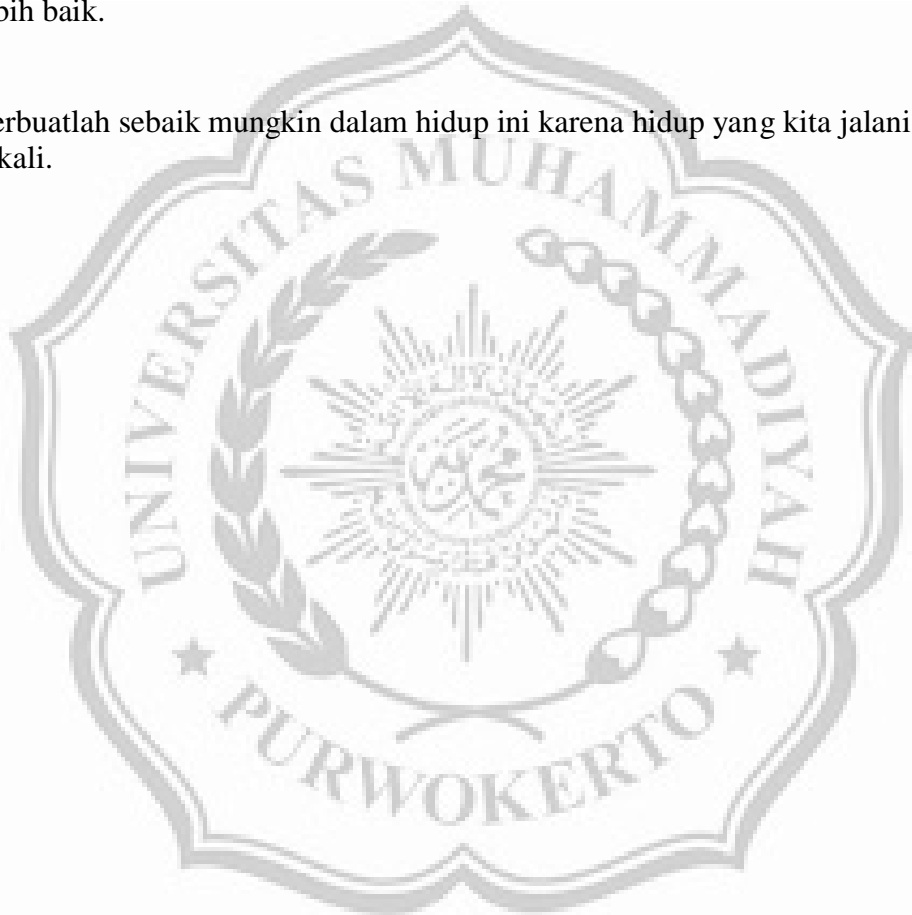 bih baik.
erbuatlah sebaik mungkin dalam hidup ini karena hidup yang kita jalani
kali.
UNIVERSITAS MUHAMMADIYAH
PURWOKERTO